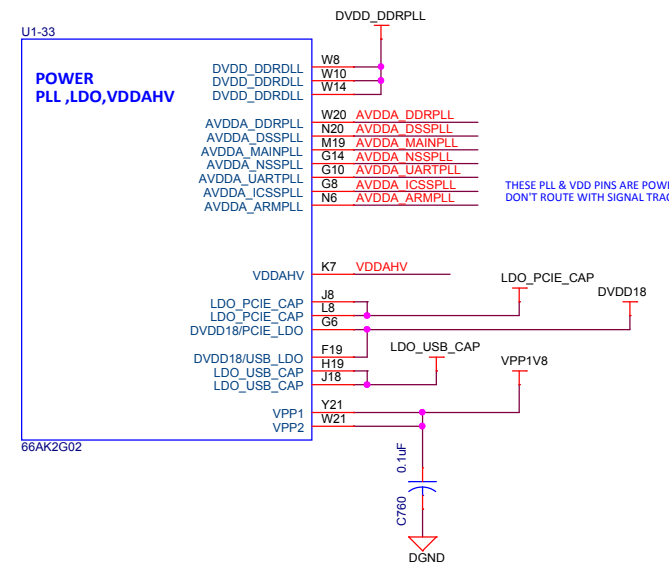 DVDD_DDRPLL
U1-33
POWER
PLL ,LDO,VDDAHV
DVDD_DDRDLL W8
DVDD_DDRDLL W10
DVDD_DDRDLL W14
AVDDA_DDRPLL W20 AVDDA_DDRPLL
AVDDA_DSSPLL N20 AVDDA_DSSPLL
AVDDA_MAINPLL M19 AVDDA_MAINPLL
AVDDA_NSSPLL G14 AVDDA_NSSPLL
AVDDA_UARTPLL G10 AVDDA_UARTPLL
AVDDA_ICSSPLL G8 AVDDA_ICSSPLL
AVDDA_ARMPLL N6 AVDDA_ARMPLL
THESE PLL & VDD PINS ARE POW
DON'T ROUTE WITH SIGNAL TRA
VDDAHV K7 VDDAHV
LDO_PCIE_CAP
DVDD18
LDO_PCIE_CAP J8
LDO_PCIE_CAP L8
DVDD18/PCIE_LDO G6
LDO_USB_CAP
VPP1V8
DVDD18/USB_LDO F19
LDO_USB_CAP H19
LDO_USB_CAP J18
VPP1 Y21
VPP2 W21
66AK2G02
0.1uF
C760
DGND